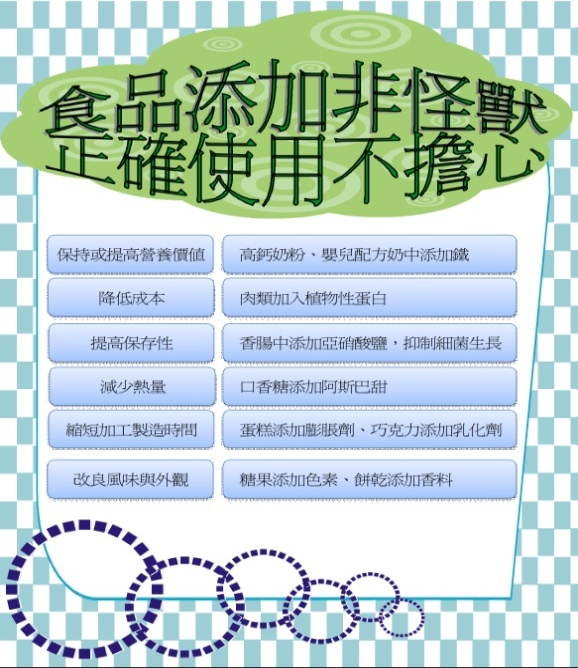 食品添加非怪獸
正確使用不擔心
保持或提高營養價值
高鈣奶粉、嬰兒配方奶中添加鐵
降低成本
肉類加入植物性蛋白
提高保存性
香腸中添加亞硝酸鹽，抑制細菌生長
減少熱量
口香糖添加阿斯巴甜
縮短加工製造時間
蛋糕添加膨脹劑、巧克力添加乳化劑
改良風味與外觀
糖果添加色素、餅乾添加香料